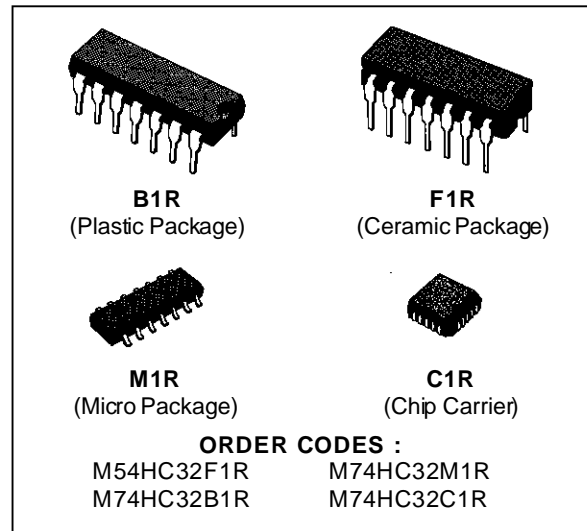 B1R
(Plastic Package)
F1R
(Ceramic Package)
M1R
(Micro Package)
C1R
(Chip Carrier)
ORDER CODES :
M54HC32F1R M74HC32M1R
M74HC32B1R M74HC32C1R